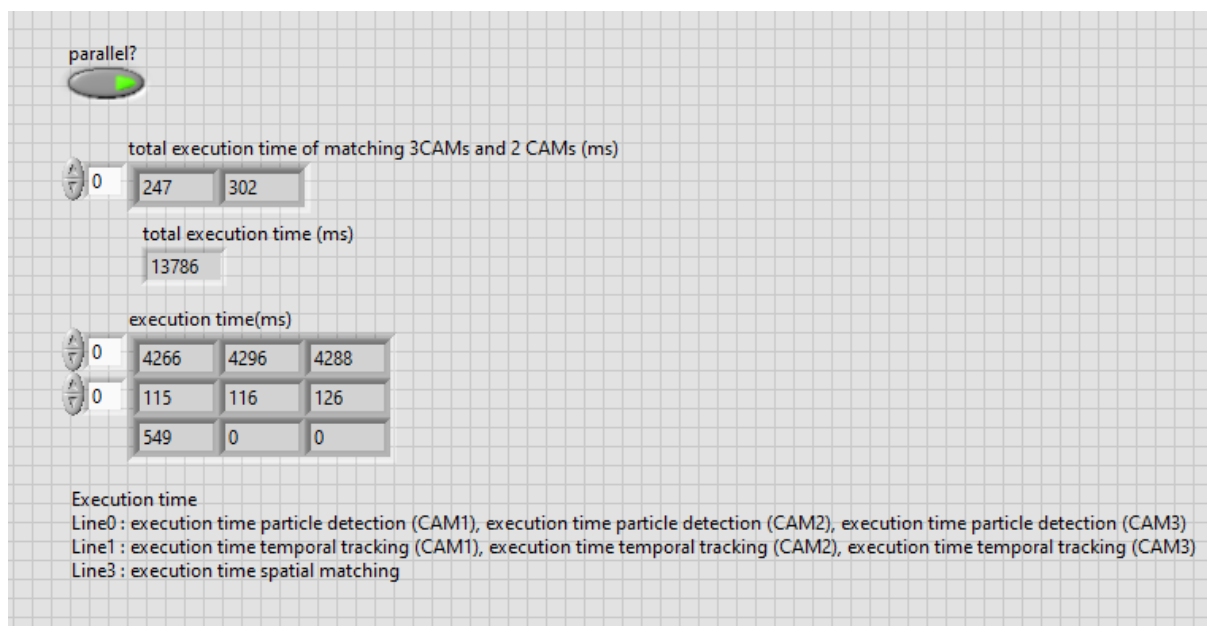 parallel?
total execution time of matching 3CAMs and 2 CAMs (ms)
0 247 302
total execution time (ms)
13786
execution time(ms)
0 4266 4296 4288
0 115 116 126
549 0 0
Execution time
Line0 : execution time particle detection (CAM1), execution time particle detection (CAM2), execution time particle detection (CAM3)
Line1 : execution time temporal tracking (CAM1), execution time temporal tracking (CAM2), execution time temporal tracking (CAM3)
Line3 : execution time spatial matching